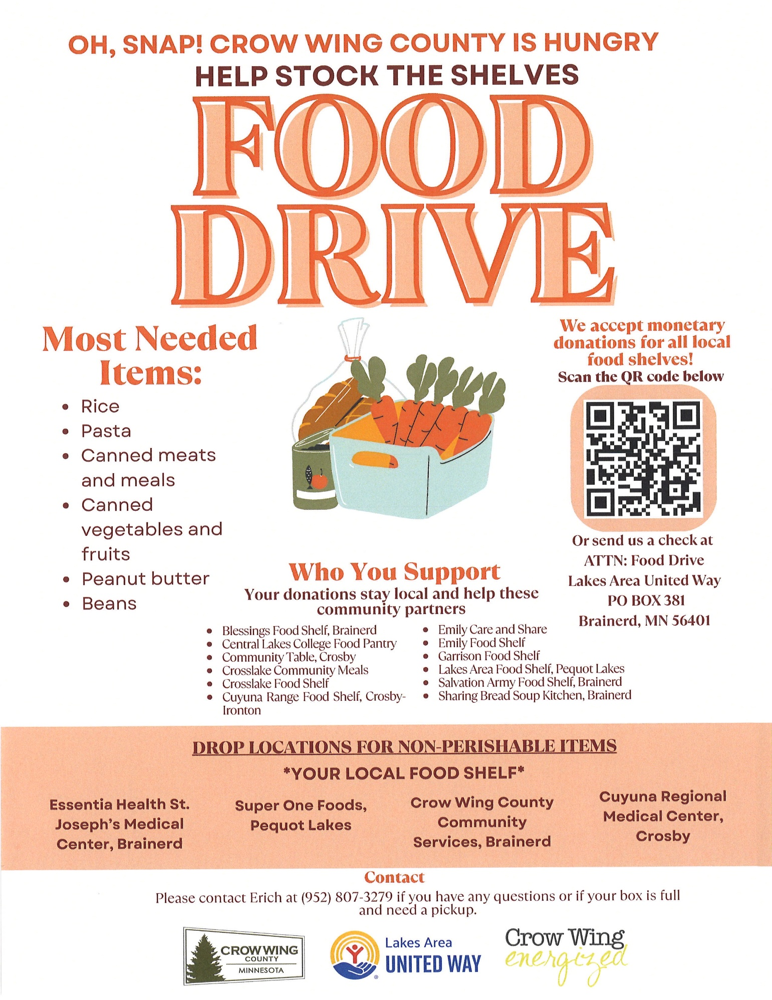 OH, SNAP! CROW WING COUNTY IS HUNGRY
HELP STOCK THE SHELVES
FOOD
DRIVE
Most Needed
Items:
• Rice
• Pasta
• Canned meats
and meals
• Canned
vegetables and
fruits
• Peanut butter
• Beans
We accept monetary
donations for all local
food shelves!
Scan the QR code below
Or send us a check at
ATTN: Food Drive
Lakes Area United Way
PO BOX 381
Brainerd, MN 56401
Who You Support
Your donations stay local and help these
community partners
• Blessings Food Shelf, Brainerd
• Central Lakes College Food Pantry
• Community Table, Crosby
• Crosslake Community Meals
• Crosslake Food Shelf
• Cuyuna Range Food Shelf, Crosby-
Ironton
• Emily Care and Share
• Emily Food Shelf
• Garrison Food Shelf
• Lakes Area Food Shelf, Pequot Lakes
• Salvation Army Food Shelf, Brainerd
• Sharing Bread Soup Kitchen, Brainerd
DROP LOCATIONS FOR NON-PERISHABLE ITEMS
*YOUR LOCAL FOOD SHELF*
Essentia Health St.
Joseph's Medical
Center, Brainerd
Super One Foods,
Pequot Lakes
Crow Wing County
Community
Services, Brainerd
Cuyuna Regional
Medical Center,
Crosby
Contact
Please contact Erich at (952) 807-3279 if you have any questions or if your box is full
and need a pickup.
CROW WING
COUNTY
MINNESOTA
Lakes Area
UNITED WAY
®
Crow Wing
energized